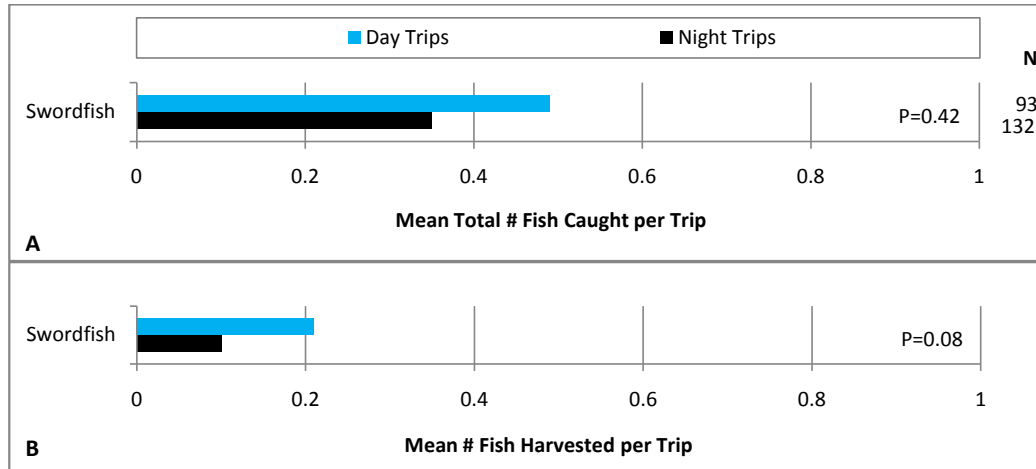 Day Trips Night Trips
N
Swordfish
P=0.42
93
132
0 0.2 0.4 0.6 0.8 1
Mean Total # Fish Caught per Trip
A
Swordfish
P=0.08
0 0.2 0.4 0.6 0.8 1
Mean # Fish Harvested per Trip
B